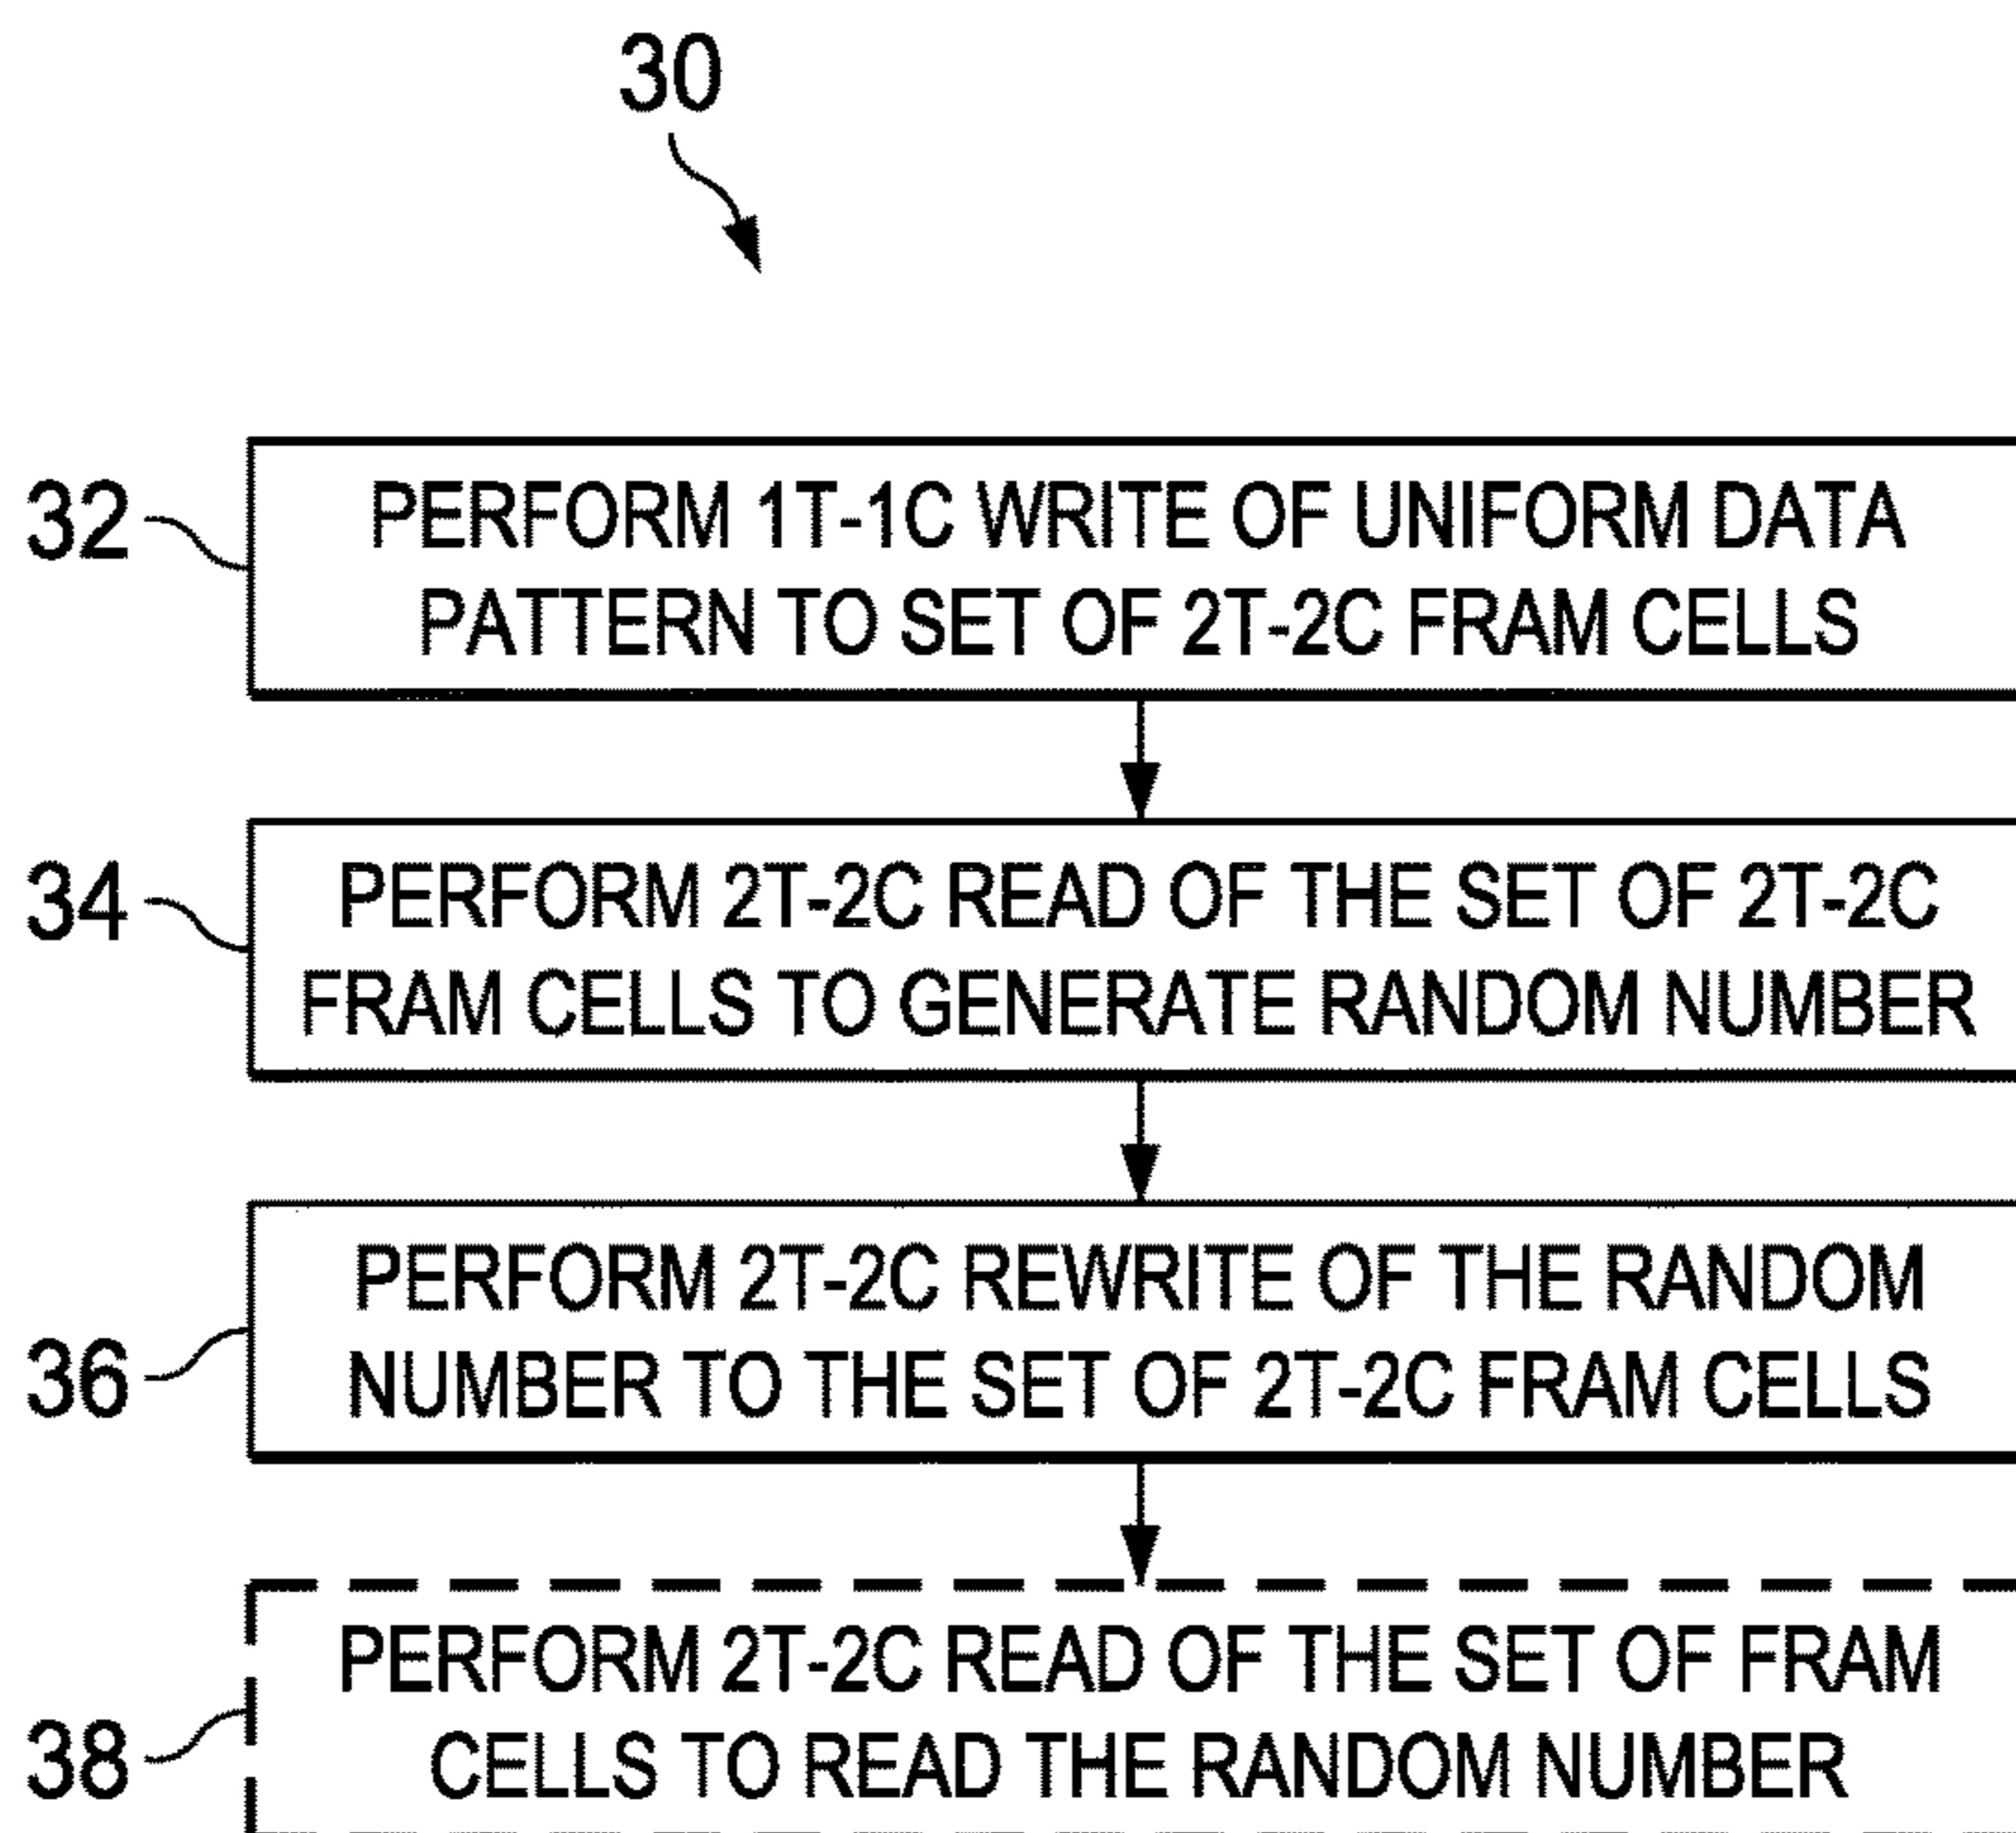 30
32
PERFORM 1T-1C WRITE OF UNIFORM DATA
PATTERN TO SET OF 2T-2C FRAM CELLS
34
PERFORM 2T-2C READ OF THE SET OF 2T-2C
FRAM CELLS TO GENERATE RANDOM NUMBER
36
PERFORM 2T-2C REWRITE OF THE RANDOM
NUMBER TO THE SET OF 2T-2C FRAM CELLS
38
PERFORM 2T-2C READ OF THE SET OF FRAM
CELLS TO READ THE RANDOM NUMBER